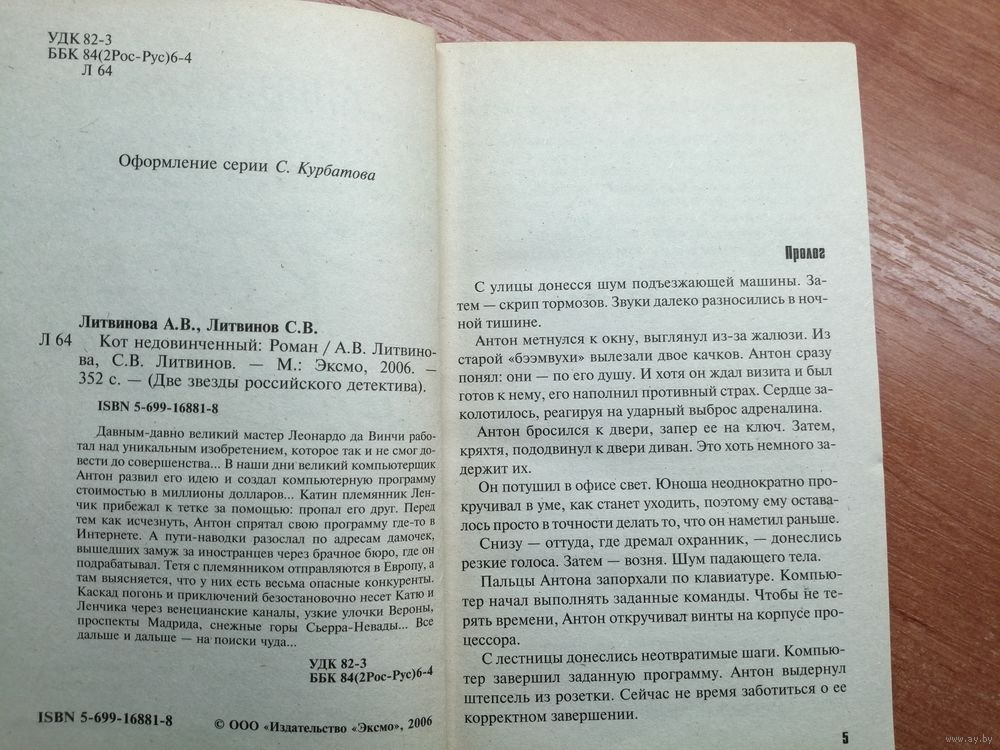 УДК 82-3
ББК 84(2Рос-Рус)6-4
Л 64
Оформление серии С. Курбатова
Литвинова А.В., Литвинов С.В.
Л 64 Кот недовинченный: Роман / А.В. Литвино-
ва, С.В. Литвинов. — М.: Эксмо, 2006. —
352 с. — (Две звезды российского детектива).
ISBN 5-699-16881-8
Давным-давно великий мастер Леонардо да Винчи рабо-
тал над уникальным изобретением, которое так и не смог до-
вести до совершенства... В наши дни великий компьютерщик
Антон развил его идею и создал компьютерную программу
стоимостью в миллионы долларов... Катин племянник Лен-
чик прибежал к тетке за помощью: пропал его друг. Перед
тем как исчезнуть, Антон спрятал свою программу где-то в
Интернете. А пути-наводки разослал по адресам дамочек,
вышедших замуж за иностранцев через брачное бюро, где он
подрабатывал. Тетя с племянником отправляются в Европу, а
там выясняется, что у них есть весьма опасные конкуренты.
Каскад погонь и приключений безостановочно несет Катю и
Ленчика через венецианские каналы, узкие улочки Вероны,
проспекты Мадрида, снежные горы Сьерра-Невады... Все
дальше и дальше — на поиски чуда...
УДК 82-3
ББК 84(2Рос-Рус)6-4
ISBN 5-699-16881-8
© ООО «Издательство «Эксмо», 2006
Пролог
С улицы донесся шум подъезжающей машины. За-
тем — скрип тормозов. Звуки далеко разносились в ноч-
ной тишине.
Антон метнулся к окну, выглянул из-за жалюзи. Из
старой «бээмвухи» вылезали двое качков. Антон сразу
понял: они — по его душу. И хотя он ждал визита и был
готов к нему, его наполнил противный страх. Сердце за-
колотилось, реагируя на ударный выброс адреналина.
Антон бросился к двери, запер ее на ключ. Затем,
кряхтя, пододвинул к двери диван. Это хоть немного за-
держит их.
Он потушил в офисе свет. Юноша неоднократно про-
кручивал в уме, как станет уходить, поэтому ему остава-
лось просто в точности делать то, что он наметил раньше.
Снизу — оттуда, где дремал охранник, — донеслись
резкие голоса. Затем — возня. Шум падающего тела.
Пальцы Антона запорхали по клавиатуре. Компью-
тер начал выполнять заданные команды. Чтобы не те-
рять времени, Антон откручивал винты на корпусе про-
цессора.
С лестницы донеслись неотвратимые шаги. Компью-
тер завершил заданную программу. Антон выдернул
штепсель из розетки. Сейчас не время заботиться о ее
корректном завершении.
5
www.ay.by